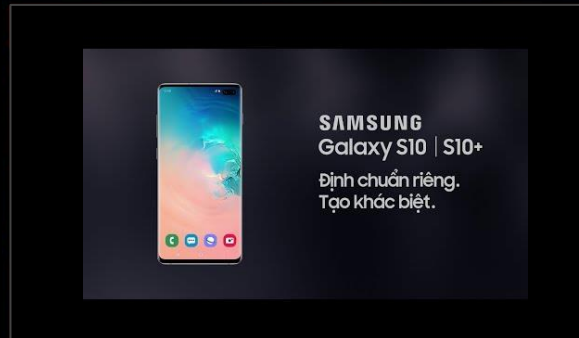 SAMSUNG
Galaxy S10 | S10+
Định chuẩn riêng.
Tạo khác biệt.